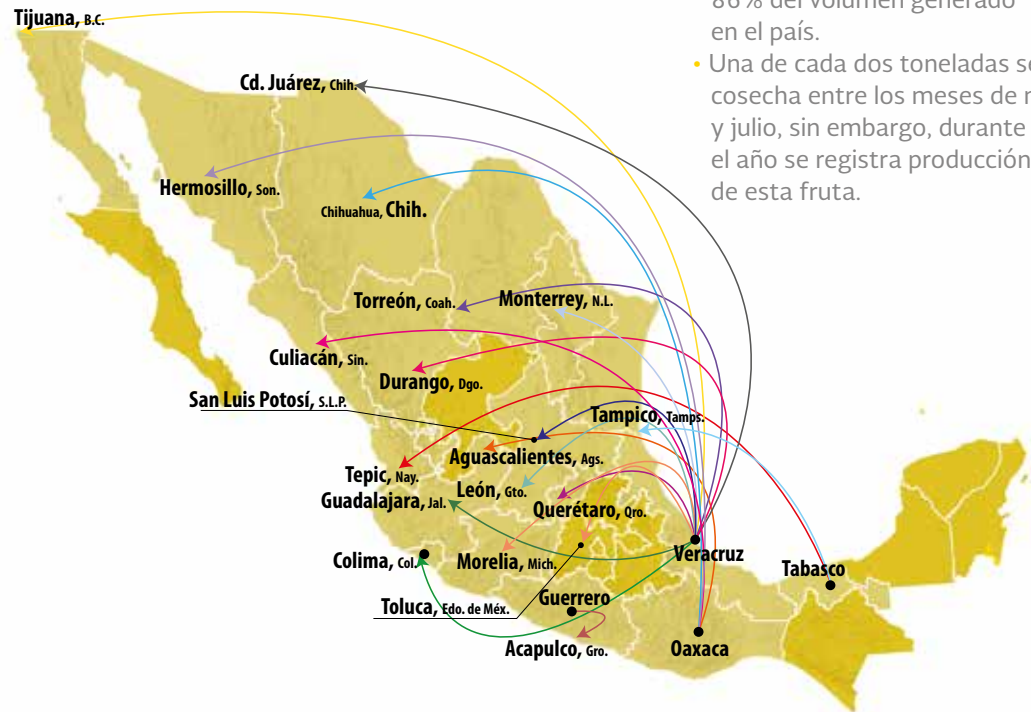 86% del volumen generado
en el país.
• Una de cada dos toneladas
cosecha entre los meses de
y julio, sin embargo, durante
el año se registra producción
de esta fruta.
Tijuana, B.C.
Cd. Juárez, Chih.
Hermosillo, Son.
Chihuahua, Chih.
Torreón, Coah.
Monterrey, N.L.
Culiacán, Sin.
Durango, Dgo.
San Luis Potosí, S.L.P.
Tampico, Tamps.
Aguascalientes, Ags.
Tepic, Nay.
León, Gto.
Guadalajara, Jal.
Querétaro, Qro.
Veracruz
Colima, Col.
Morelia, Mich.
Tabasco
Guerrero
Toluca, Edo. de Méx.
Acapulco, Gro.
Oaxaca